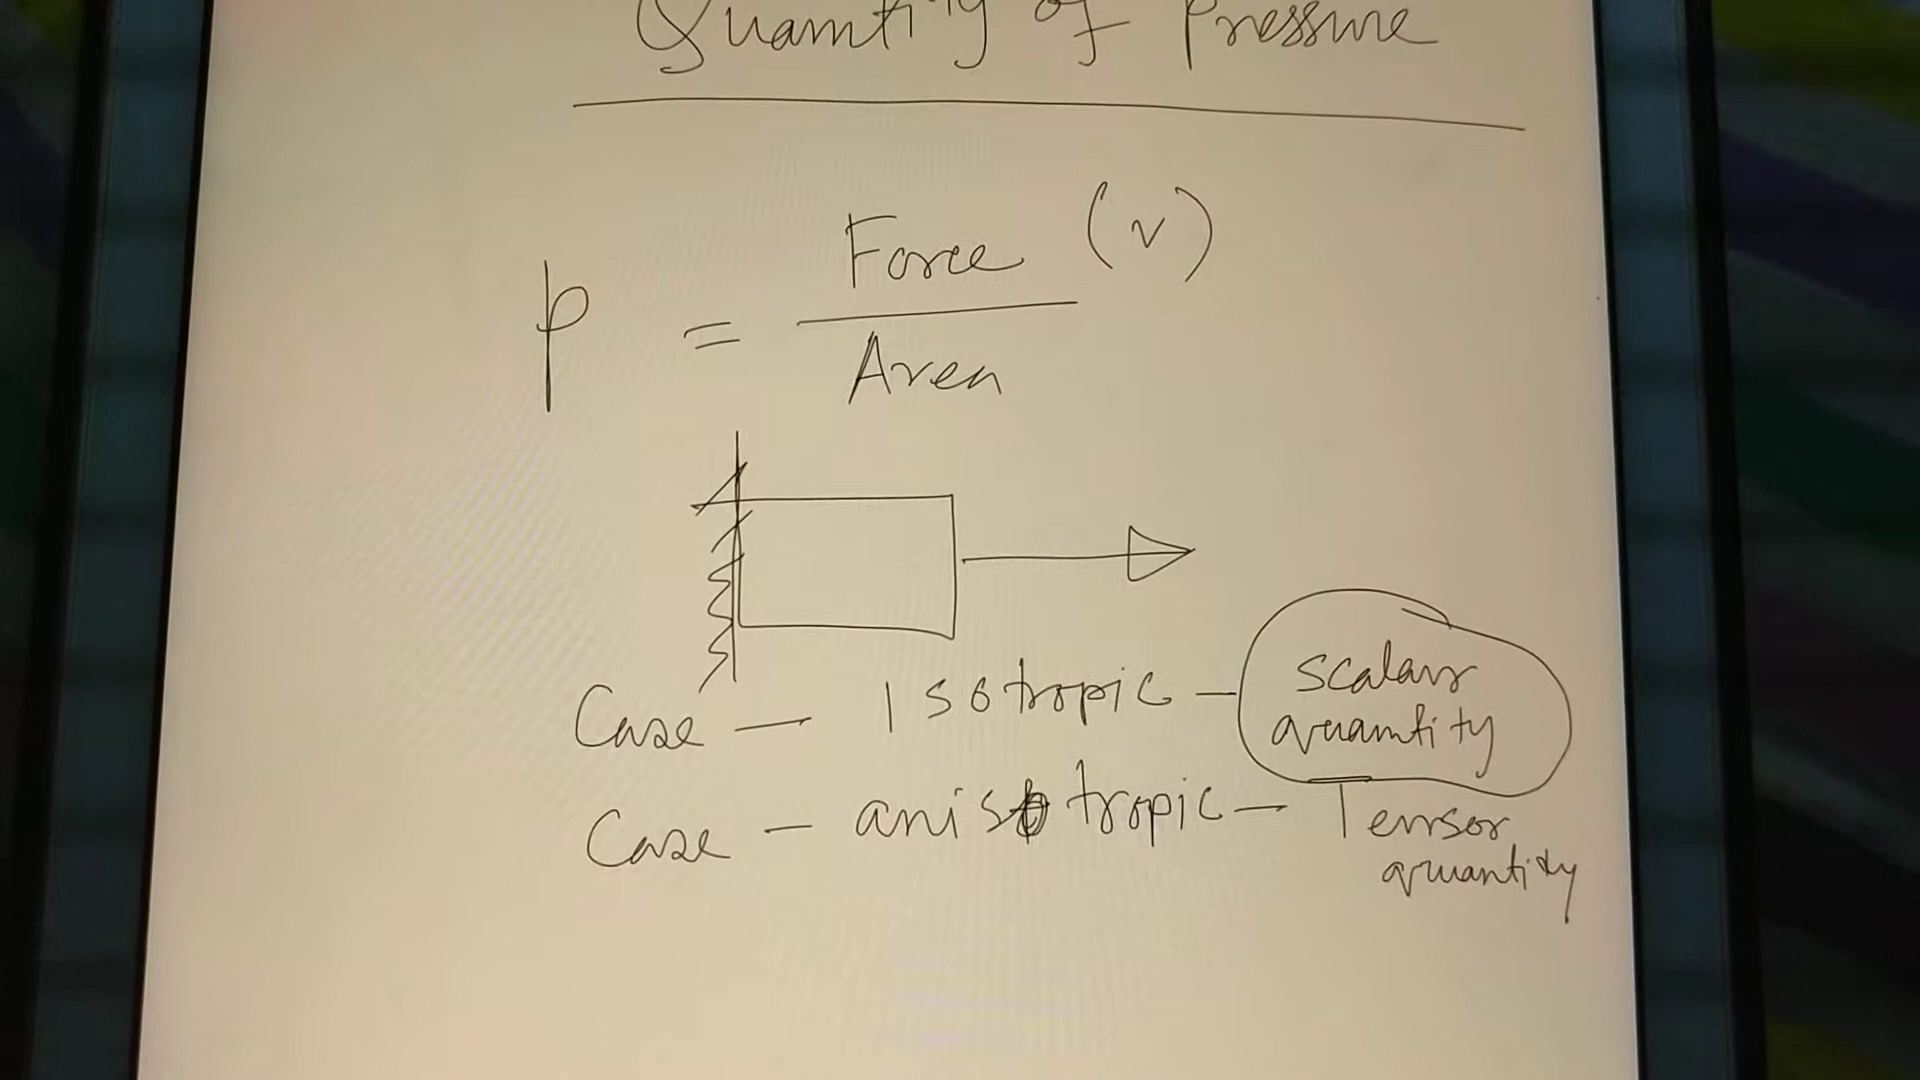 Quantity of Pressure
p = Force (v)
Area
Case — Isotropic — scalar quantity
Case — anisotropic — Tensor quantity